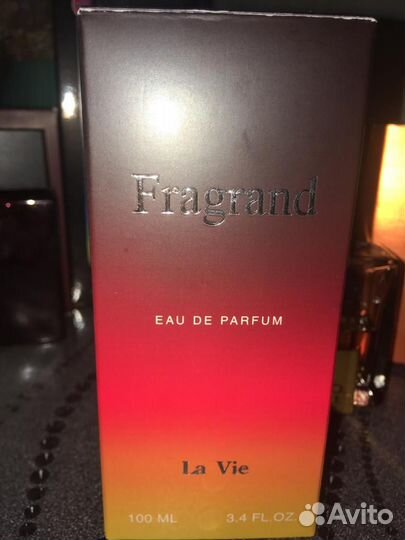 Fragrand
EAU DE PARFUM
La Vie
100 ML 3.4 FL.OZ.
Avito